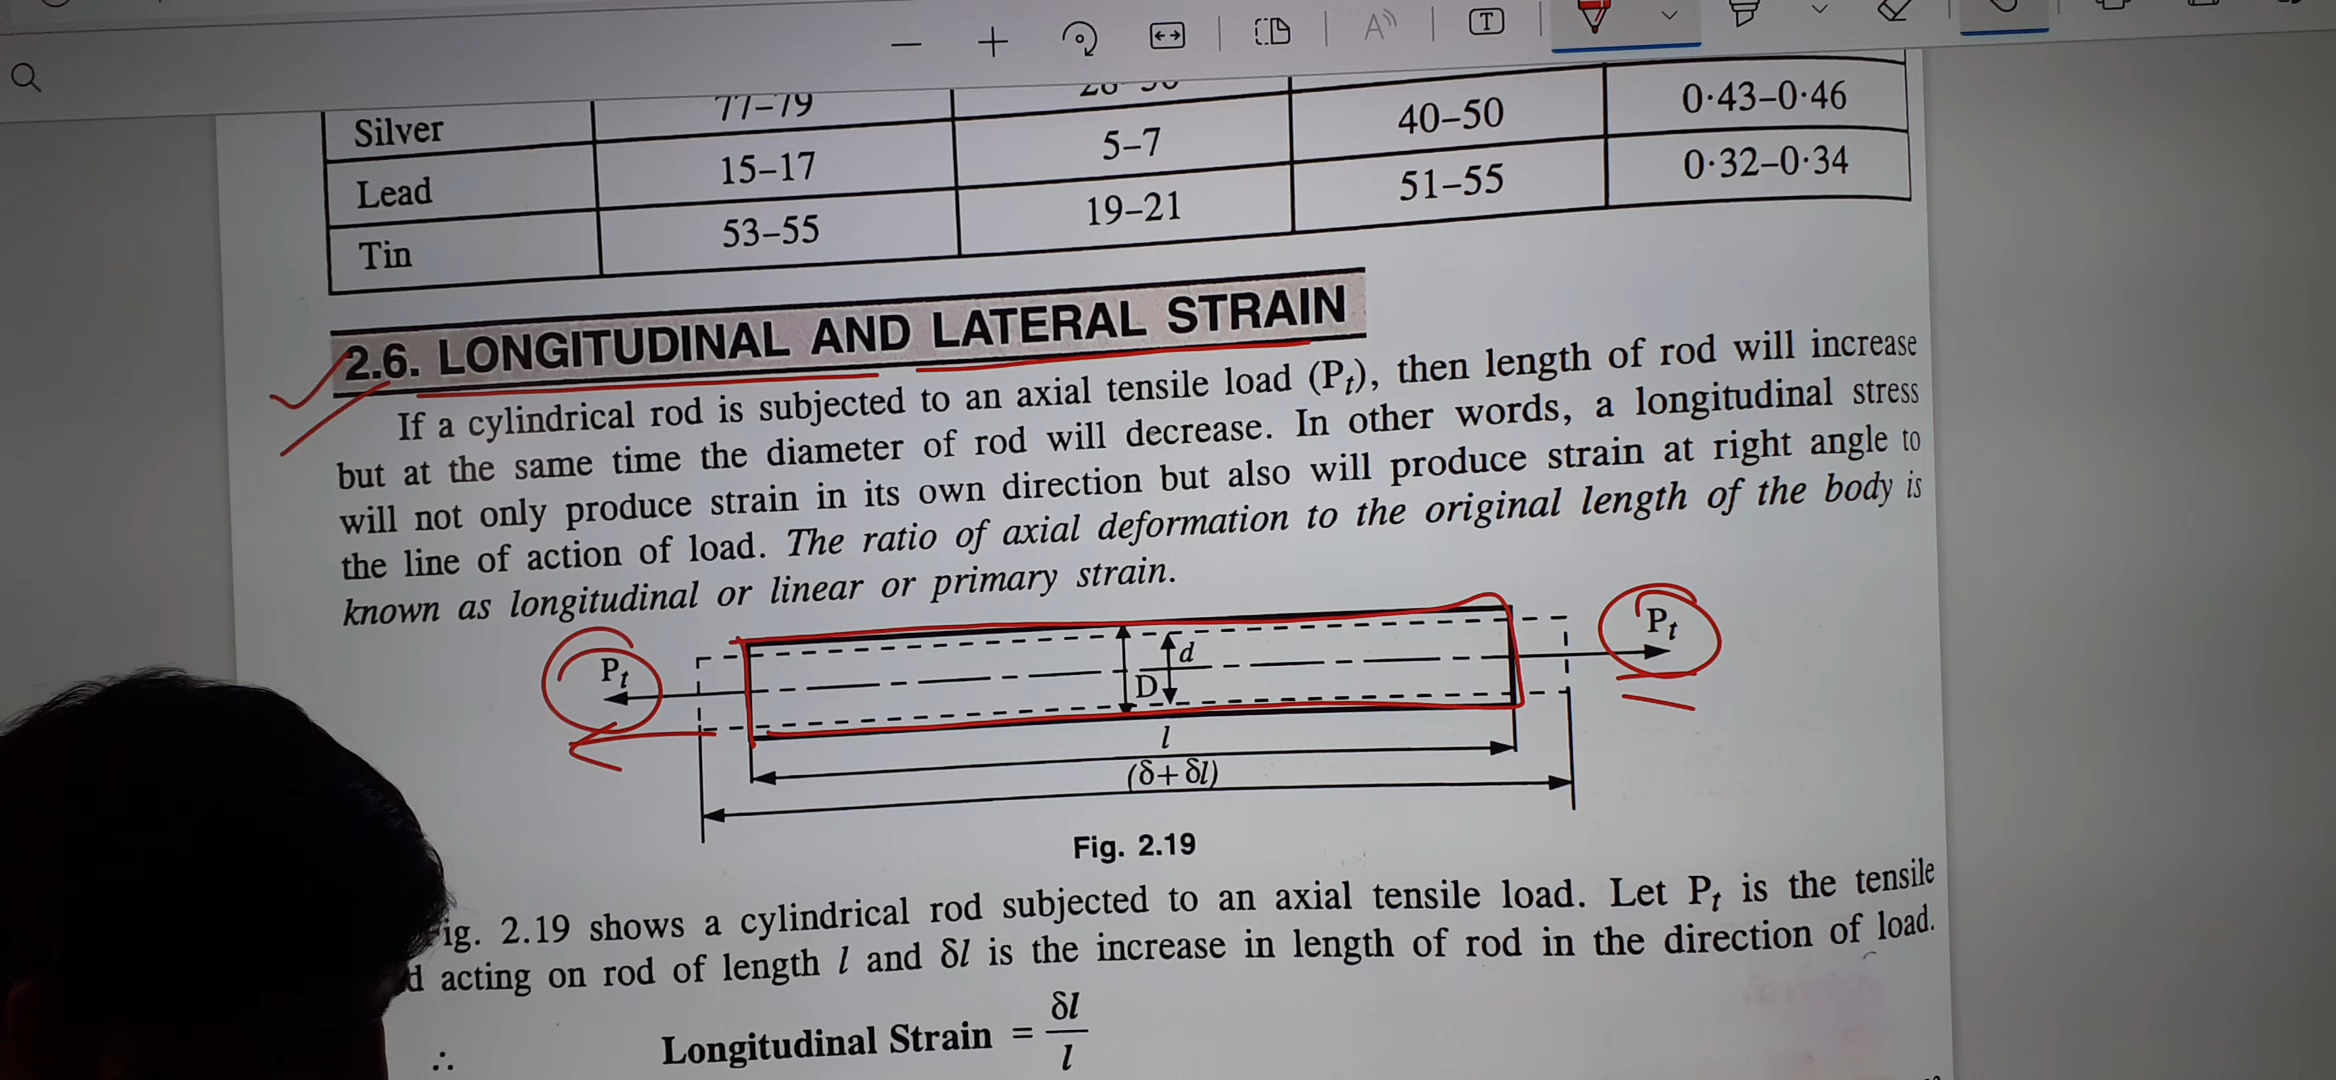 T
Silver 77–79 40–50 0·43–0·46
Lead 15–17 5–7 51–55 0·32–0·34
Tin 53–55 19–21
2.6. LONGITUDINAL AND LATERAL STRAIN
If a cylindrical rod is subjected to an axial tensile load (Pt), then length of rod will increase
but at the same time the diameter of rod will decrease. In other words, a longitudinal stress
will not only produce strain in its own direction but also will produce strain at right angle to
the line of action of load. The ratio of axial deformation to the original length of the body is
known as longitudinal or linear or primary strain.
Pt d Pt
D
l
(δ+δl)
Fig. 2.19
ig. 2.19 shows a cylindrical rod subjected to an axial tensile load. Let Pt is the tensile
d acting on rod of length l and δl is the increase in length of rod in the direction of load.
∴ Longitudinal Strain = δl/l